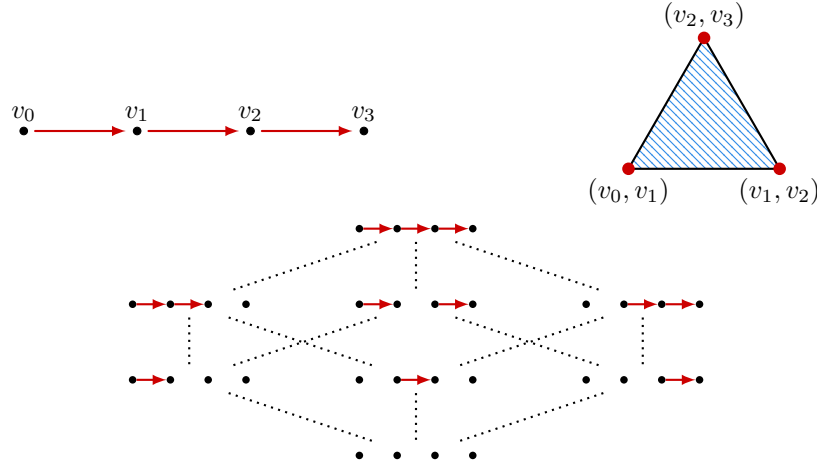 (v₂, v₃)
v₀ v₁ v₂ v₃
(v₀, v₁) (v₁, v₂)